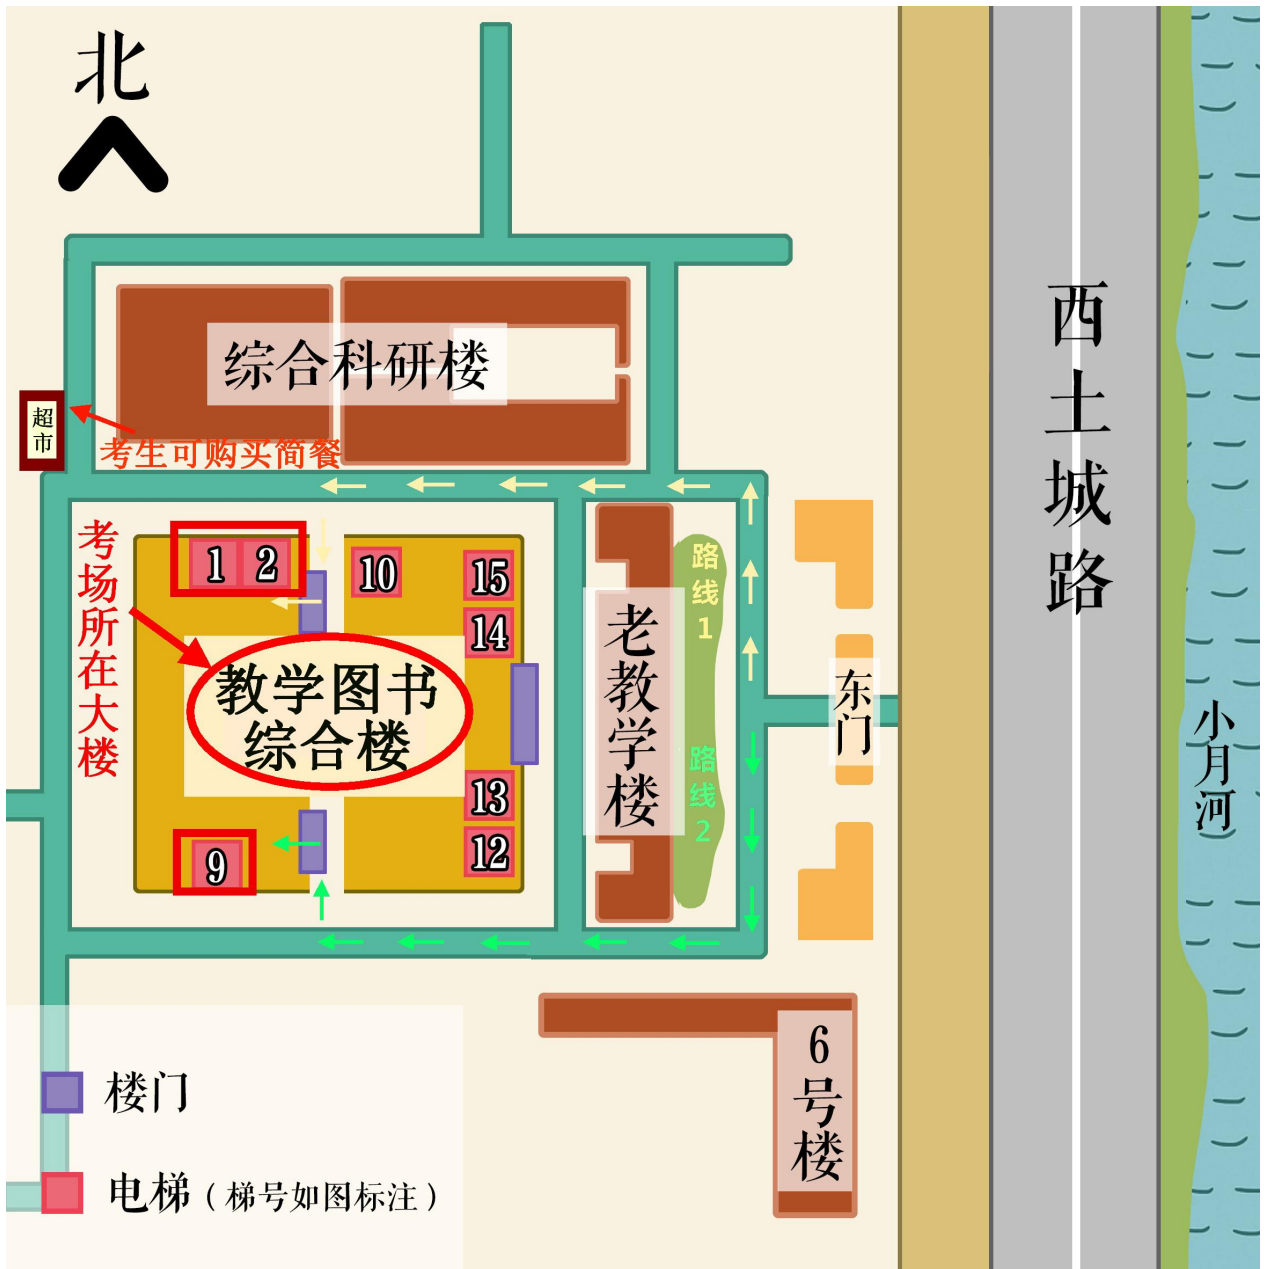 北
西土城路
综合科研楼
超市
考生可购买简餐
考场所在大楼
1
2
10
15
14
路线1
老教学楼
教学图书
综合楼
东门
小月河
路线2
13
12
9
6号楼
楼门
电梯（梯号如图标注）